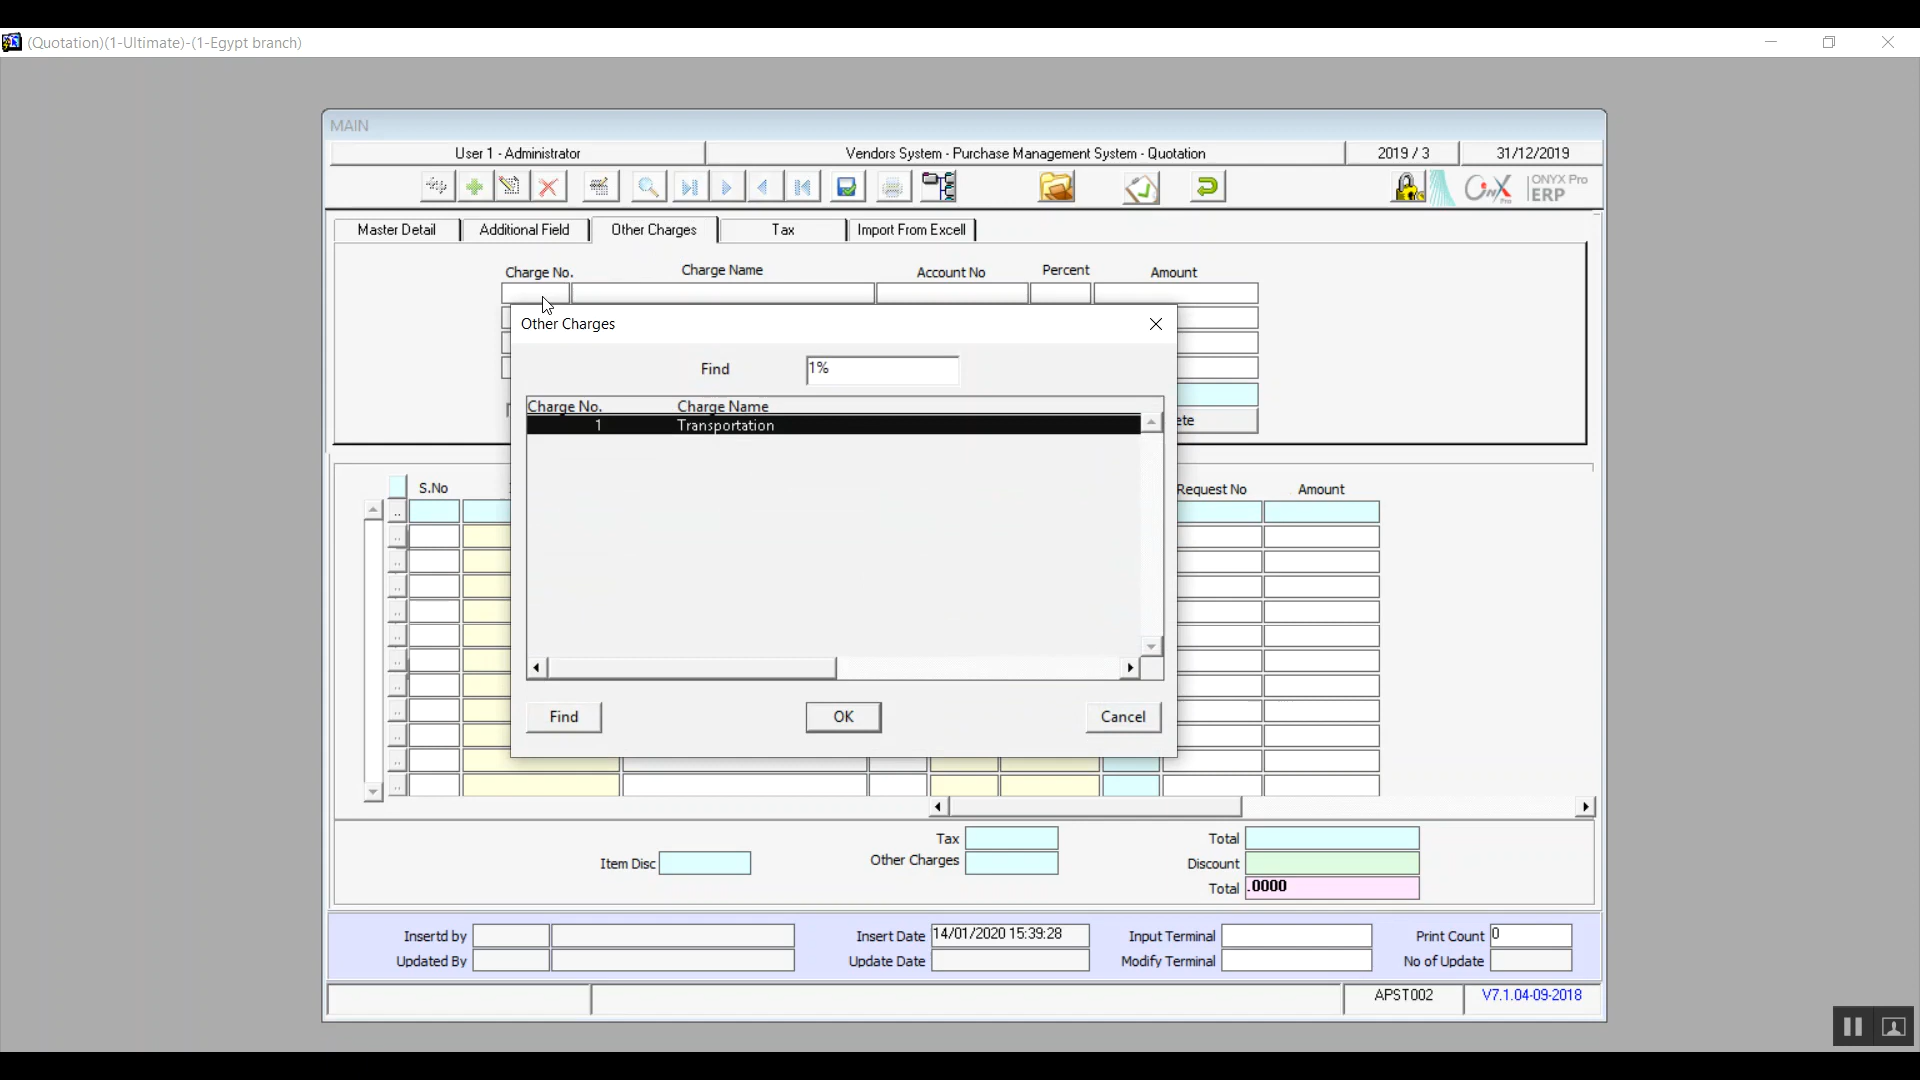 (Quotation)(1-Ultimate)-(1-Egypt branch)
MAIN
User 1 - Administrator
Vendors System - Purchase Management System - Quotation
2019 / 3
31/12/2019
ONYX Pro
ERP
Master Detail
Additional Field
Other Charges
Tax
Import From Excell
Charge No.
Charge Name
Account No
Percent
Amount
Other Charges
Find
1%
Charge No.
Charge Name
1
Transportation
Find
OK
Cancel
S.No
Request No
Amount
Tax
Total
Item Disc
Other Charges
Discount
Total
.0000
Insertd by
Insert Date
14/01/2020 15:39:28
Input Terminal
Print Count
0
Updated By
Update Date
Modify Terminal
No of Update
APST002
V7.1.04-09-2018